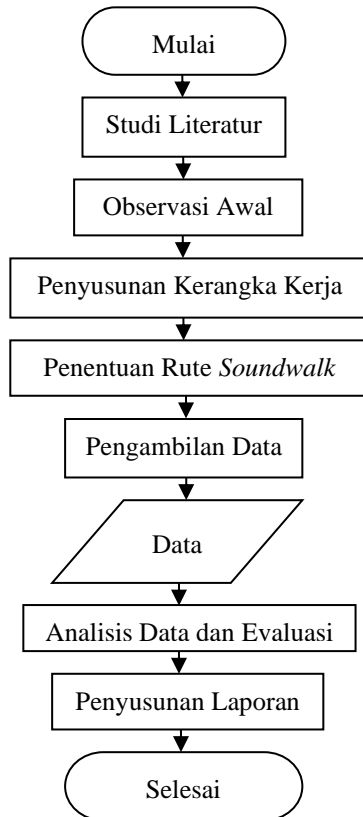 Mulai
Studi Literatur
Observasi Awal
Penyusunan Kerangka Kerja
Penentuan Rute Soundwalk
Pengambilan Data
Data
Analisis Data dan Evaluasi
Penyusunan Laporan
Selesai